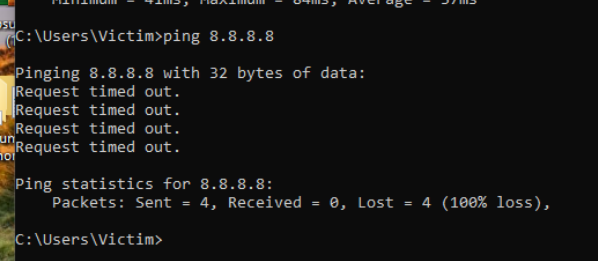 Minimum = 41ms, Maximum = 84ms, Average = 57ms
C:\Users\Victim>ping 8.8.8.8
Pinging 8.8.8.8 with 32 bytes of data:
Request timed out.
Request timed out.
Request timed out.
Request timed out.
Ping statistics for 8.8.8.8:
Packets: Sent = 4, Received = 0, Lost = 4 (100% loss),
C:\Users\Victim>